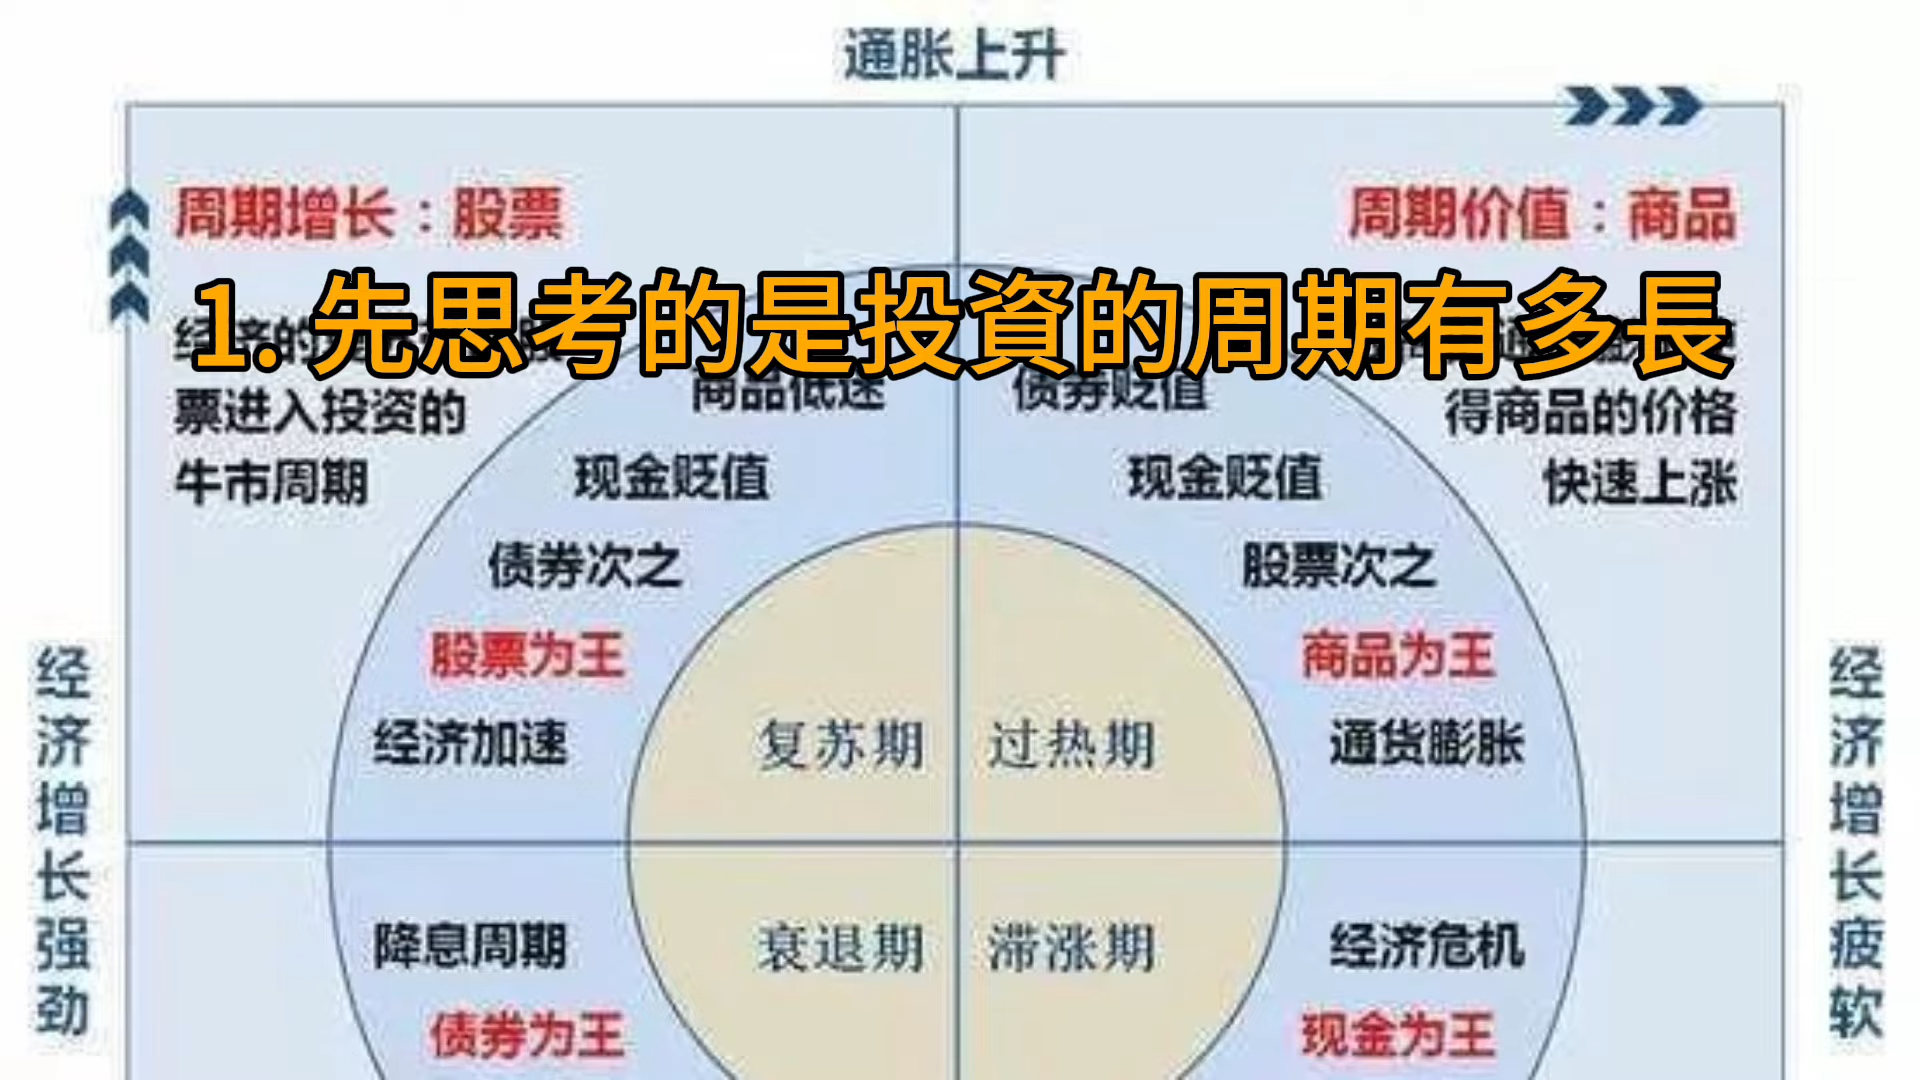 通胀上升
周期增长：股票
周期价值：商品
1. 先思考的是投資的周期有多長
票进入投资的
牛市周期
得商品的价格
快速上涨
商品低迷
债券贬值
现金贬值
现金贬值
债券次之
股票次之
股票为王
商品为王
经济加速
通货膨胀
复苏期
过热期
经济增长强劲
经济增长疲软
降息周期
衰退期
滞涨期
经济危机
债券为王
现金为王